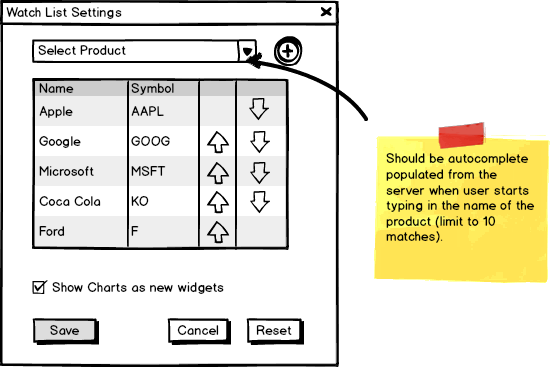 Watch List Settings
Select Product
Name Symbol
Apple AAPL
Google GOOG
Microsoft MSFT
Coca Cola KO
Ford F
Show Charts as new widgets
Save Cancel Reset
Should be autocomplete
populated from the
server when user starts
typing in the name of the
product (limit to 10
matches).